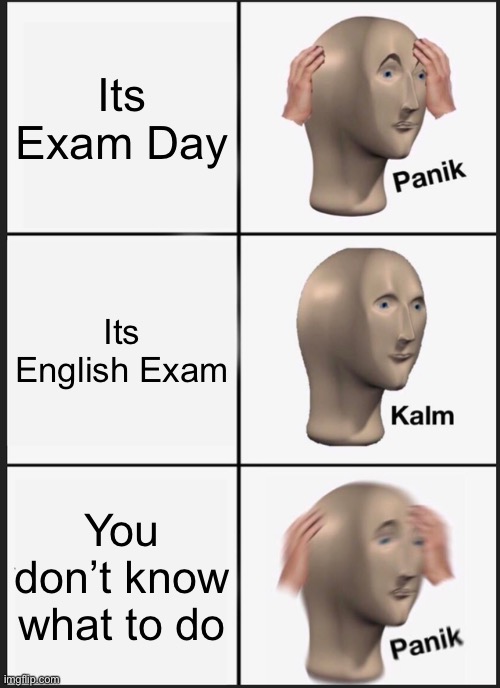 Its
Exam Day
Panik
Its
English Exam
Kalm
You
don't know
what to do
Panik
imgflip.com